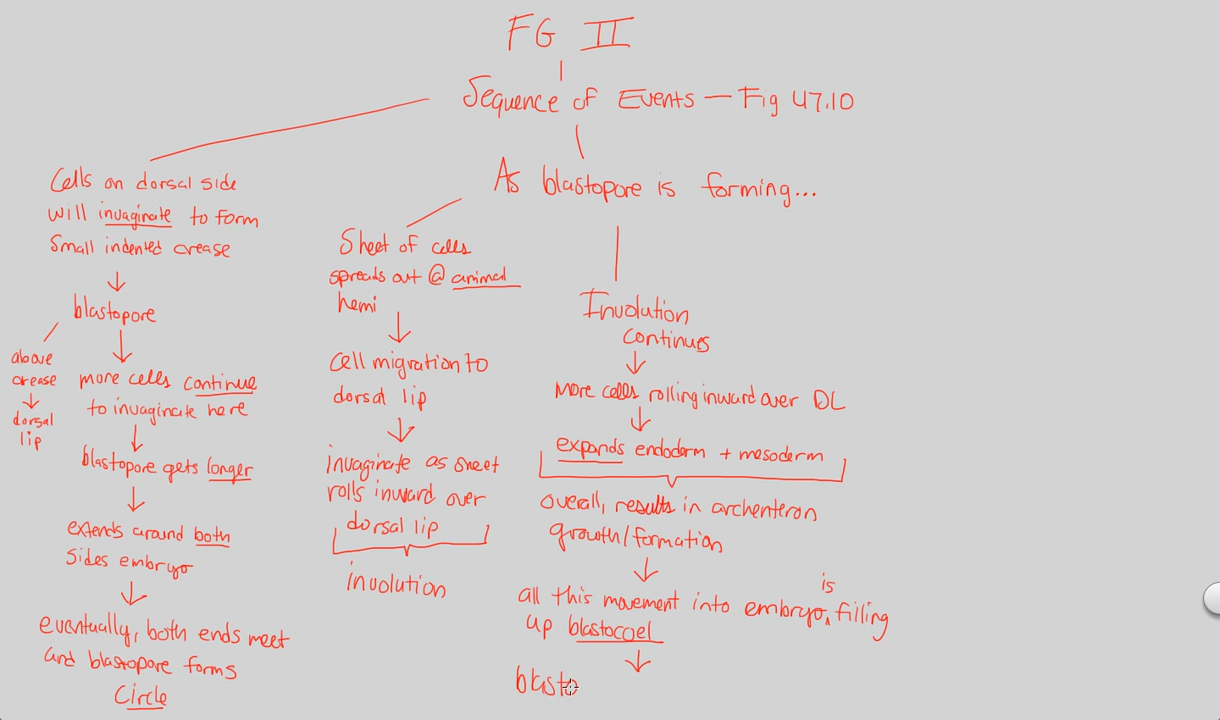 FG II
Sequence of Events — Fig 47.10
Cells on dorsal side
will invaginate to form
small indented crease
blastopore
above
crease
dorsal
lip
more cells continue
to invaginate here
blastopore gets longer
extends around both
sides embryo
eventually, both ends meet
and blastopore forms
circle
As blastopore is forming...
Sheet of cells
spreads out @ animal
hemi
cell migration to
dorsal lip
invaginate as sheet
rolls inward over
dorsal lip
involution
Involution
continues
More cells rolling inward over DL
expands endoderm + mesoderm
overall, results in archenteron
growth/formation
is
all this movement into embryo, filling
up blastocoel
blasto